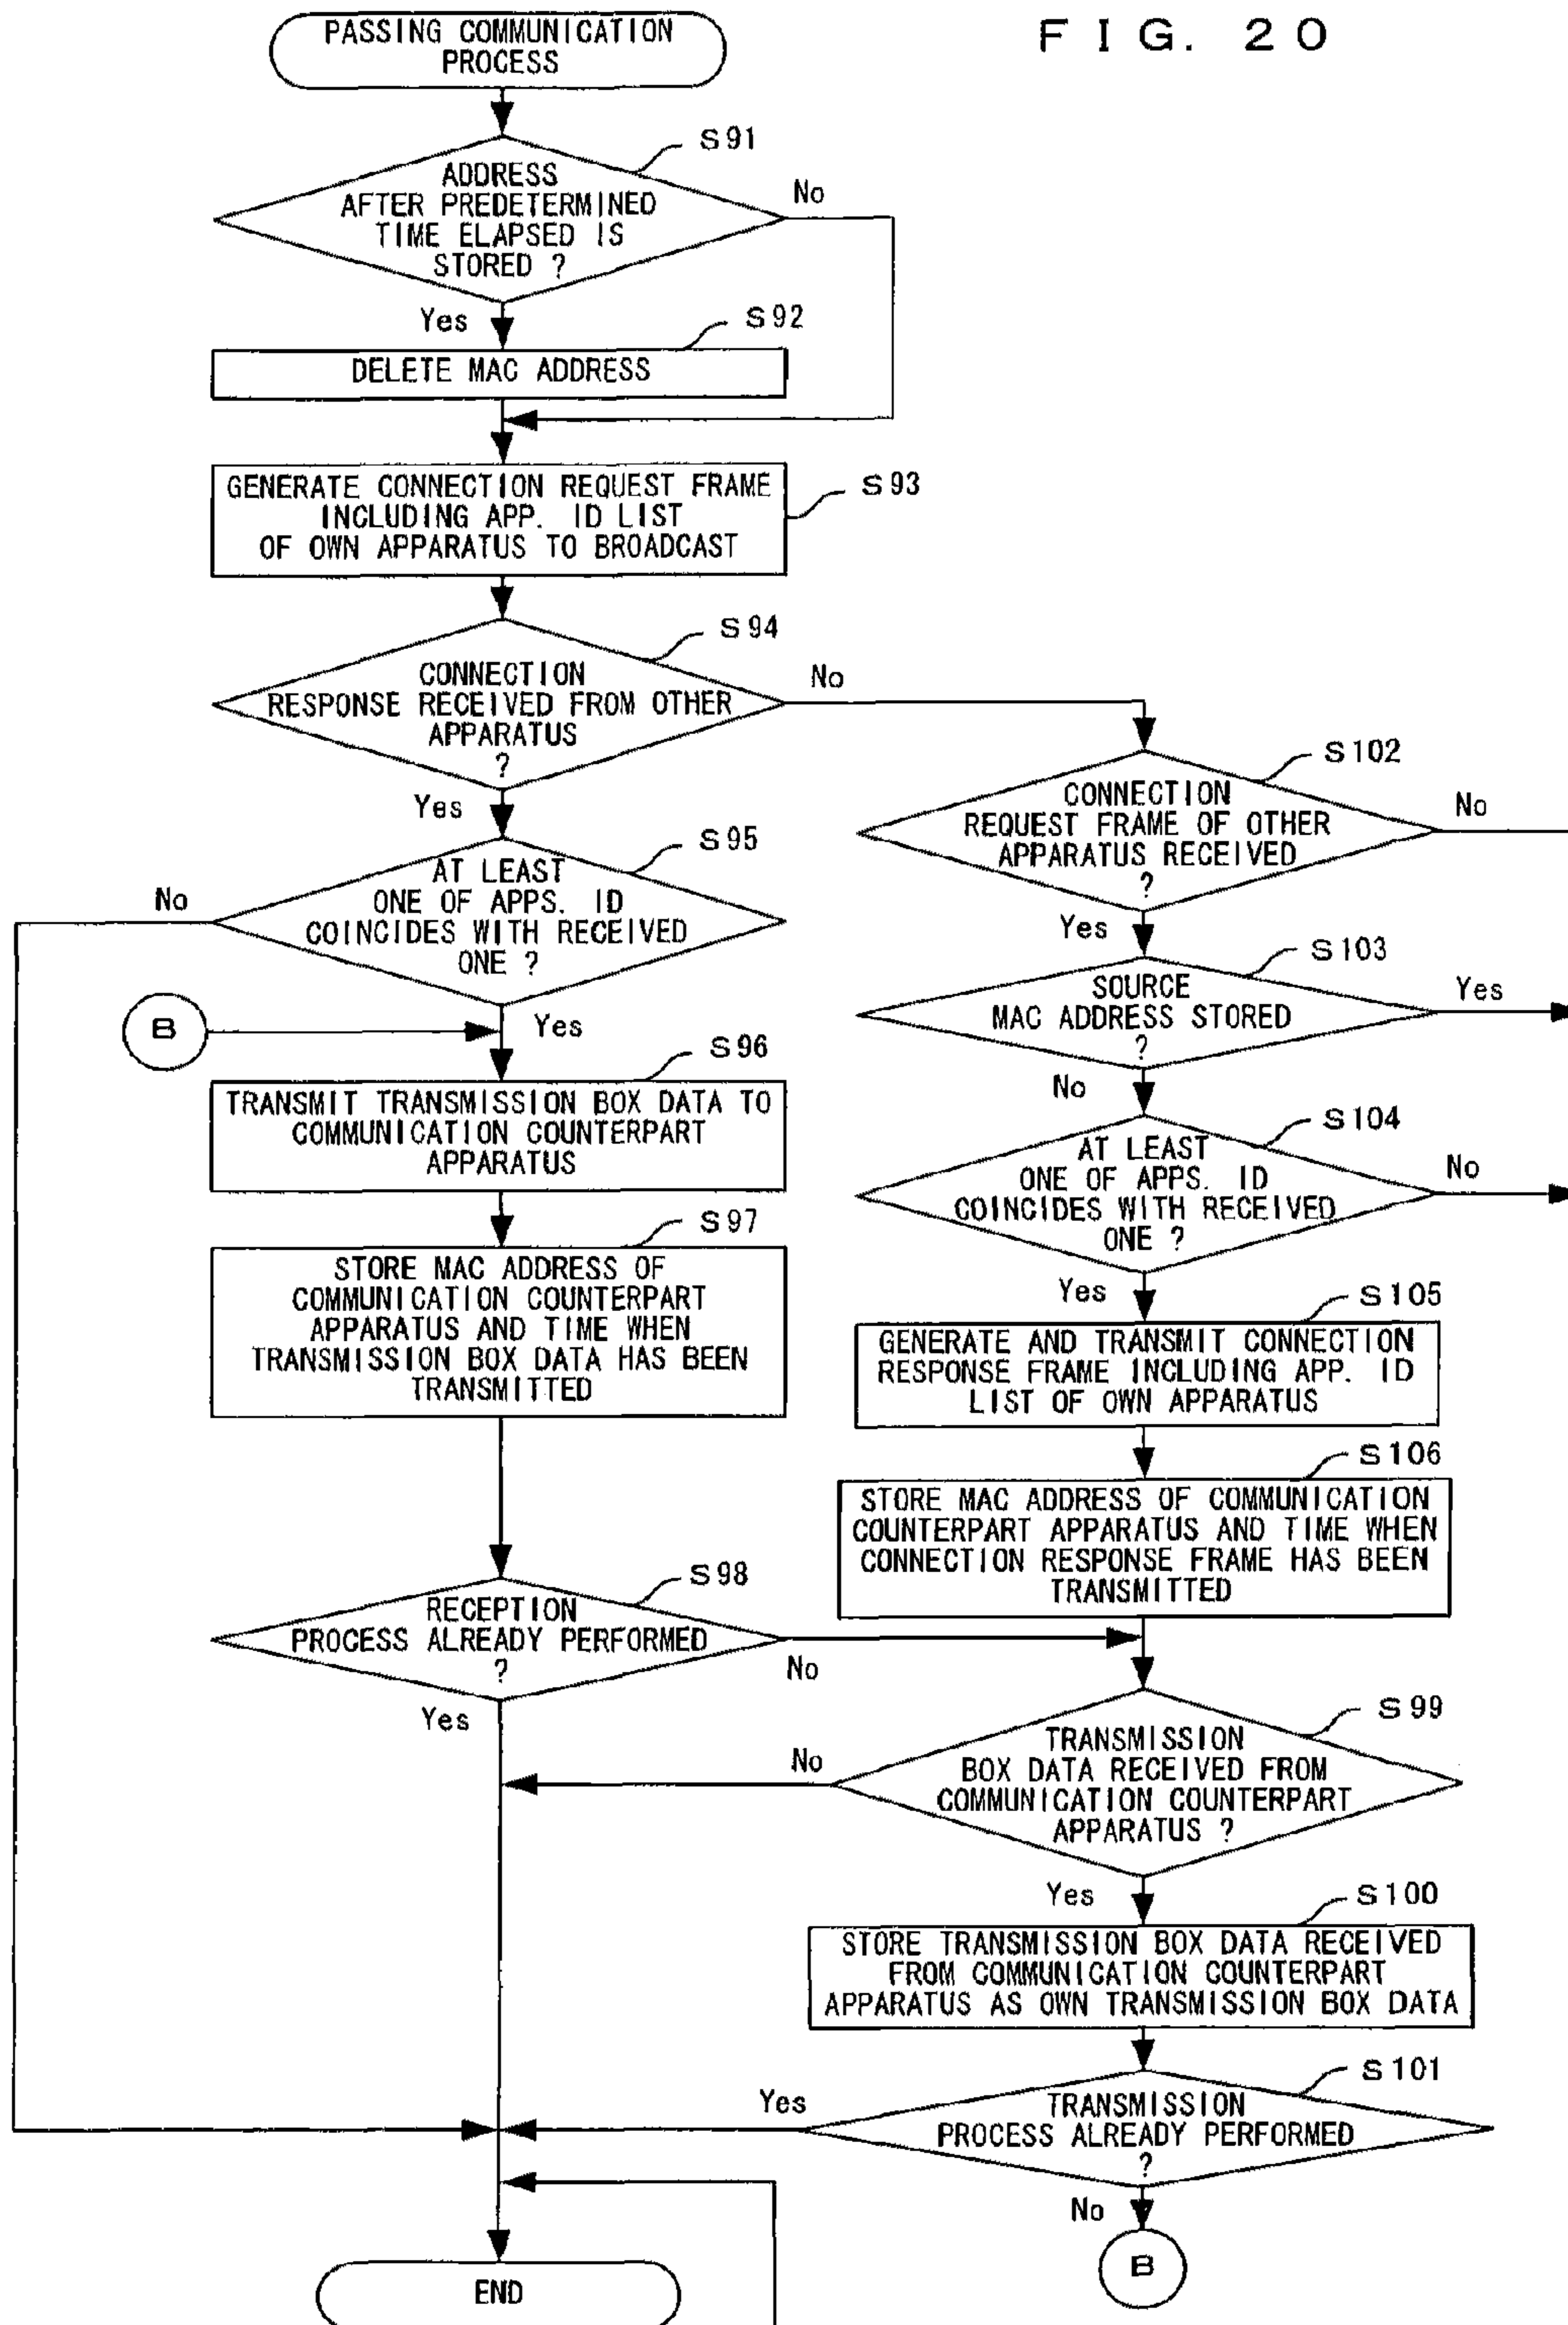 FIG. 20
PASSING COMMUNICATION
PROCESS
S91
ADDRESS
AFTER PREDETERMINED
TIME ELAPSED IS
STORED ?
No
Yes
S92
DELETE MAC ADDRESS
S93
GENERATE CONNECTION REQUEST FRAME
INCLUDING APP. ID LIST
OF OWN APPARATUS TO BROADCAST
S94
CONNECTION
RESPONSE RECEIVED FROM OTHER
APPARATUS
?
No
Yes
S95
AT LEAST
ONE OF APPS. ID
COINCIDES WITH RECEIVED
ONE ?
No
Yes
B
S96
TRANSMIT TRANSMISSION BOX DATA TO
COMMUNICATION COUNTERPART
APPARATUS
S97
STORE MAC ADDRESS OF
COMMUNICATION COUNTERPART
APPARATUS AND TIME WHEN
TRANSMISSION BOX DATA HAS BEEN
TRANSMITTED
S98
RECEPTION
PROCESS ALREADY PERFORMED
?
No
Yes
S102
CONNECTION
REQUEST FRAME OF OTHER
APPARATUS RECEIVED
?
No
Yes
S103
SOURCE
MAC ADDRESS STORED
?
Yes
No
S104
AT LEAST
ONE OF APPS. ID
COINCIDES WITH RECEIVED
ONE ?
No
Yes
S105
GENERATE AND TRANSMIT CONNECTION
RESPONSE FRAME INCLUDING APP. ID
LIST OF OWN APPARATUS
S106
STORE MAC ADDRESS OF COMMUNICATION
COUNTERPART APPARATUS AND TIME WHEN
CONNECTION RESPONSE FRAME HAS BEEN
TRANSMITTED
S99
TRANSMISSION
BOX DATA RECEIVED FROM
COMMUNICATION COUNTERPART
APPARATUS ?
No
Yes
S100
STORE TRANSMISSION BOX DATA RECEIVED
FROM COMMUNICATION COUNTERPART
APPARATUS AS OWN TRANSMISSION BOX DATA
S101
TRANSMISSION
PROCESS ALREADY PERFORMED
?
Yes
No
B
END